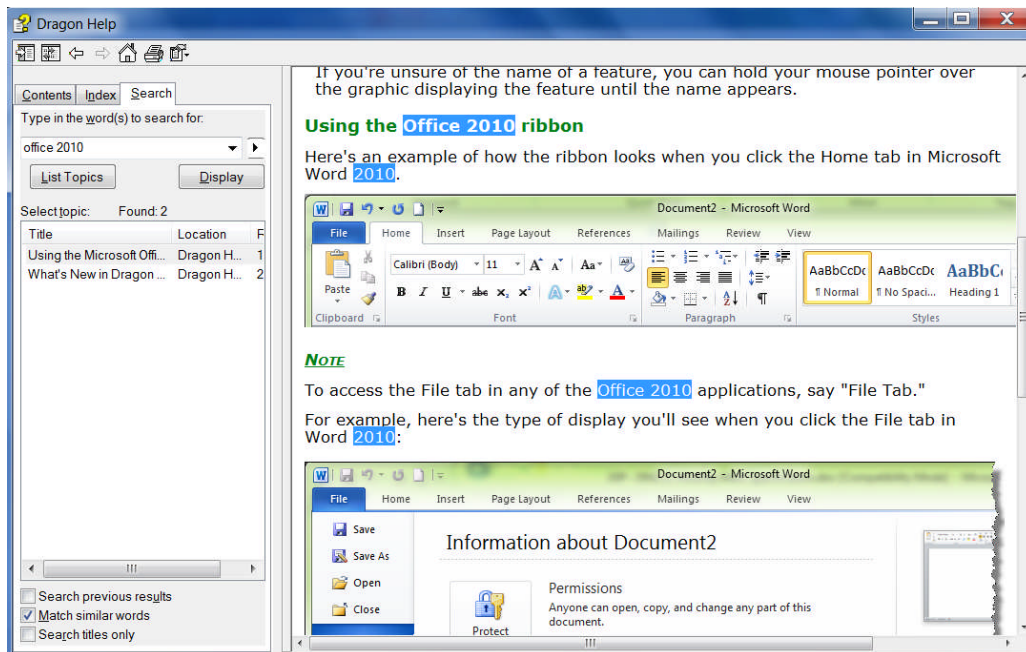 Dragon Help
Contents Index Search
Type in the word(s) to search for:
office 2010
List Topics Display
Select topic: Found: 2
Title Location F
Using the Microsoft Offi... Dragon H... 1
What's New in Dragon ... Dragon H... 2
Search previous results
Match similar words
Search titles only
If you're unsure of the name of a feature, you can hold your mouse pointer over
the graphic displaying the feature until the name appears.
Using the Office 2010 ribbon
Here's an example of how the ribbon looks when you click the Home tab in Microsoft
Word 2010.
Document2 - Microsoft Word
File Home Insert Page Layout References Mailings Review View
Paste
Calibri (Body) 11 A A Aa
B I U abc X₂ X² A ab A
AaBbCcDc AaBbCcDc AaBbC
¶ Normal ¶ No Spaci... Heading 1
Clipboard Font Paragraph Styles
NOTE
To access the File tab in any of the Office 2010 applications, say "File Tab."
For example, here's the type of display you'll see when you click the File tab in
Word 2010:
Document2 - Microsoft Word
File Home Insert Page Layout References Mailings Review View
Save
Save As
Open
Close
Information about Document2
Protect
Permissions
Anyone can open, copy, and change any part of this
document.